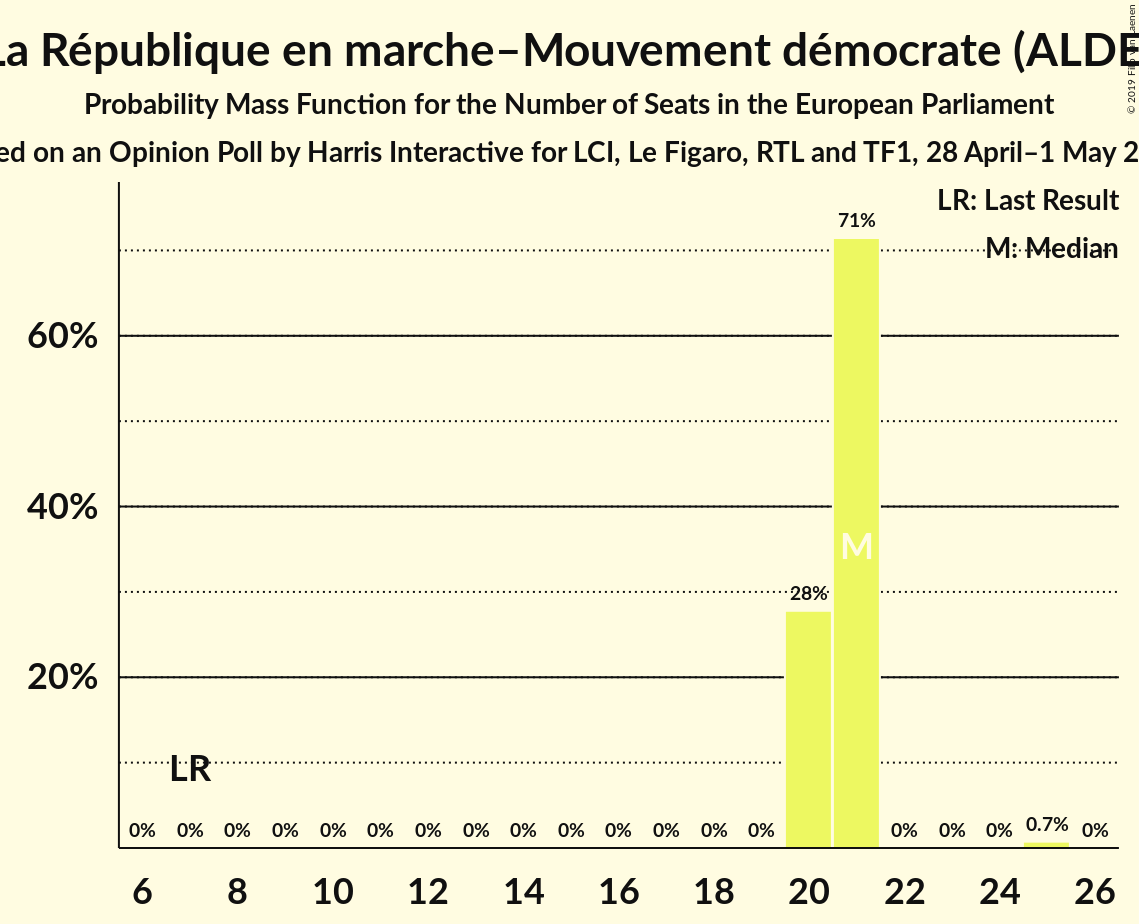 La République en marche–Mouvement démocrate (ALDE
Probability Mass Function for the Number of Seats in the European Parliament
ed on an Opinion Poll by Harris Interactive for LCI, Le Figaro, RTL and TF1, 28 April–1 May 2
© 2019
LR: Last Result
M: Median
71%
60%
40%
M
28%
20%
LR
0% 0% 0% 0% 0% 0% 0% 0% 0% 0% 0% 0% 0% 0% 0% 0% 0% 0.7% 0%
6 8 10 12 14 16 18 20 22 24 26